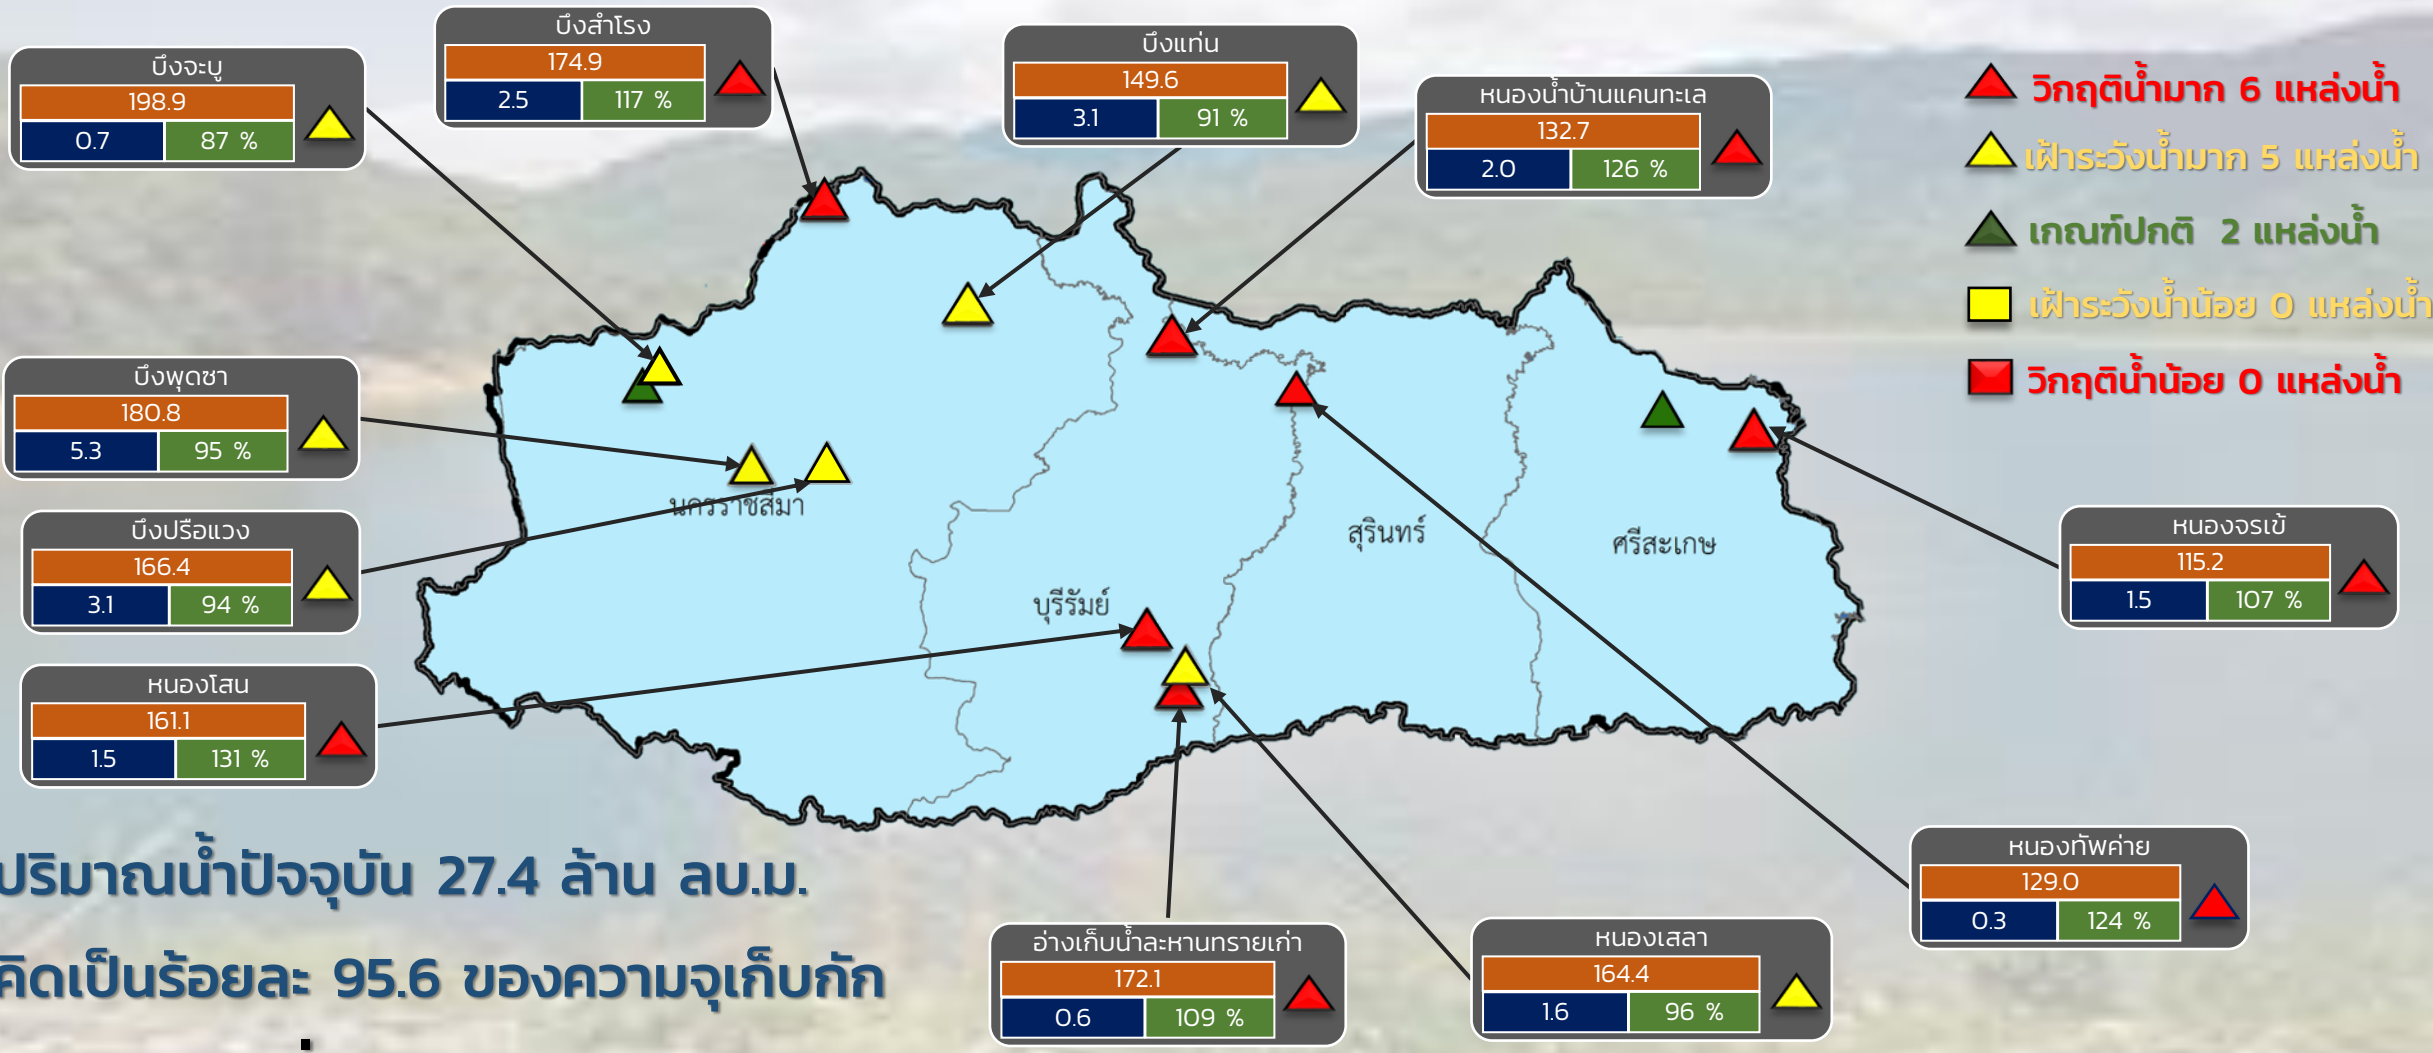 บึงจะบู
198.9
0.7 87 %
บึงสำโรง
174.9
2.5 117 %
บึงแท่น
149.6
3.1 91 %
หนองน้ำบ้านแคนทะเล
132.7
2.0 126 %
วิกฤติน้ำมาก 6 แหล่งน้ำ
เฝ้าระวังน้ำมาก 5 แหล่งน้ำ
เกณฑ์ปกติ 2 แหล่งน้ำ
เฝ้าระวังน้ำน้อย 0 แหล่งน้ำ
วิกฤติน้ำน้อย 0 แหล่งน้ำ
บึงพุดซา
180.8
5.3 95 %
บึงปรือแวง
166.4
3.1 94 %
หนองโสน
161.1
1.5 131 %
นครราชสีมา
บุรีรัมย์
สุรินทร์
ศรีสะเกษ
หนองจรเข้
115.2
1.5 107 %
หนองทัพค่าย
129.0
0.3 124 %
อ่างเก็บน้ำละหานทรายเก่า
172.1
0.6 109 %
หนองเสลา
164.4
1.6 96 %
ปริมาณน้ำปัจจุบัน 27.4 ล้าน ลบ.ม.
คิดเป็นร้อยละ 95.6 ของความจุเก็บกัก